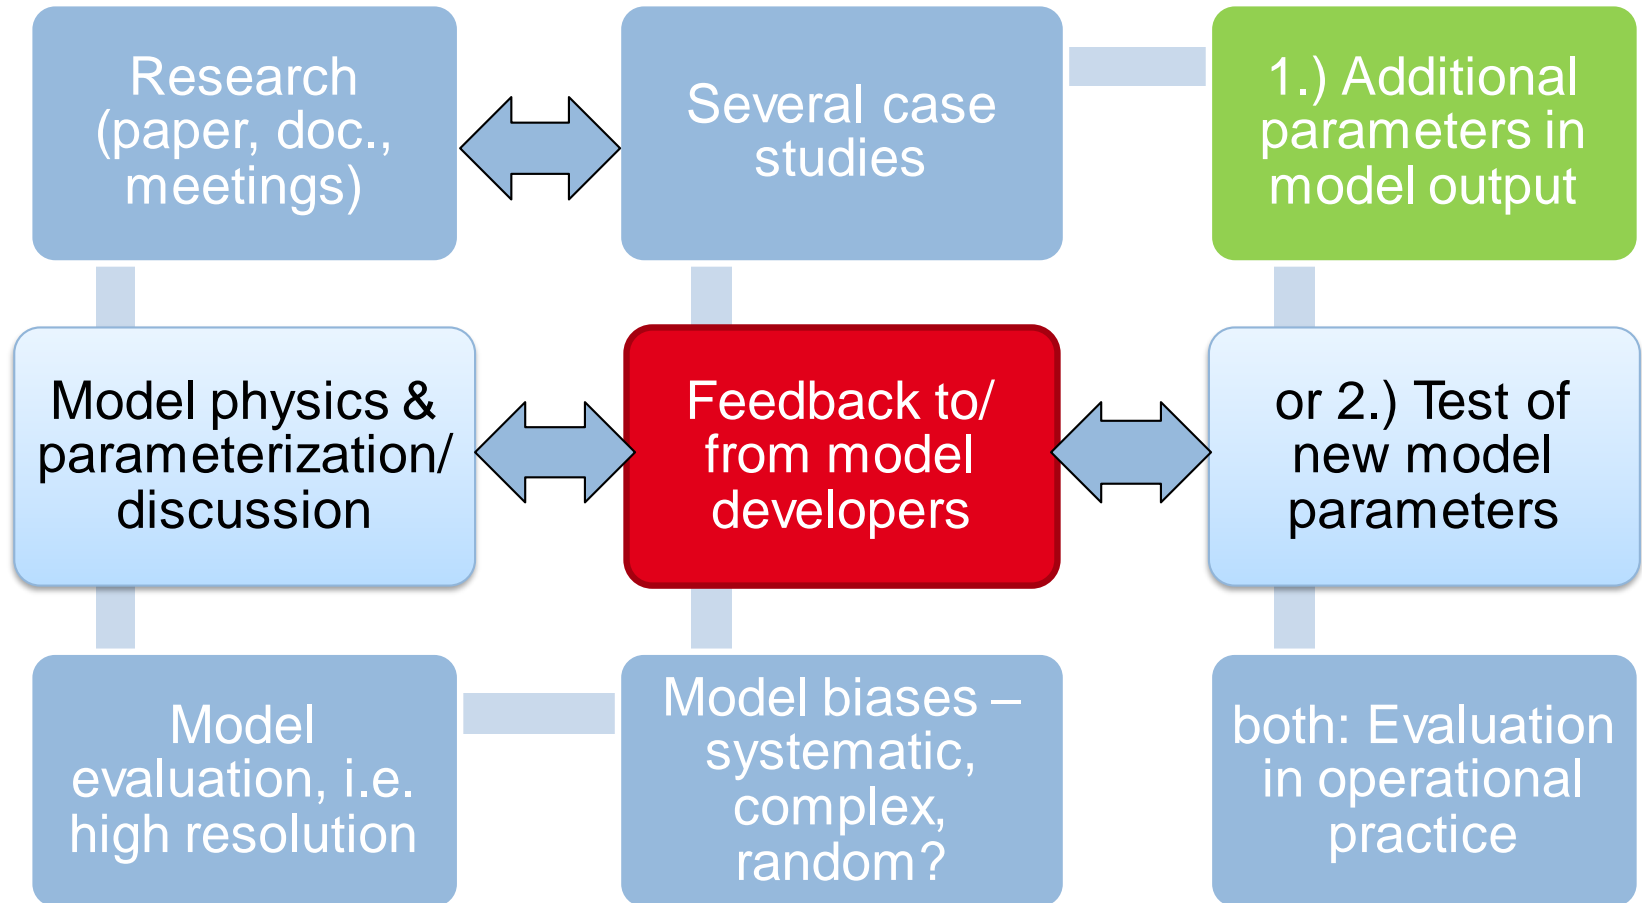 Research
(paper, doc.,
meetings)
Several case
studies
1.) Additional
parameters in
model output
Model physics &
parameterization/
discussion
Feedback to/
from model
developers
or 2.) Test of
new model
parameters
Model
evaluation, i.e.
high resolution
Model biases –
systematic,
complex,
random?
both: Evaluation
in operational
practice